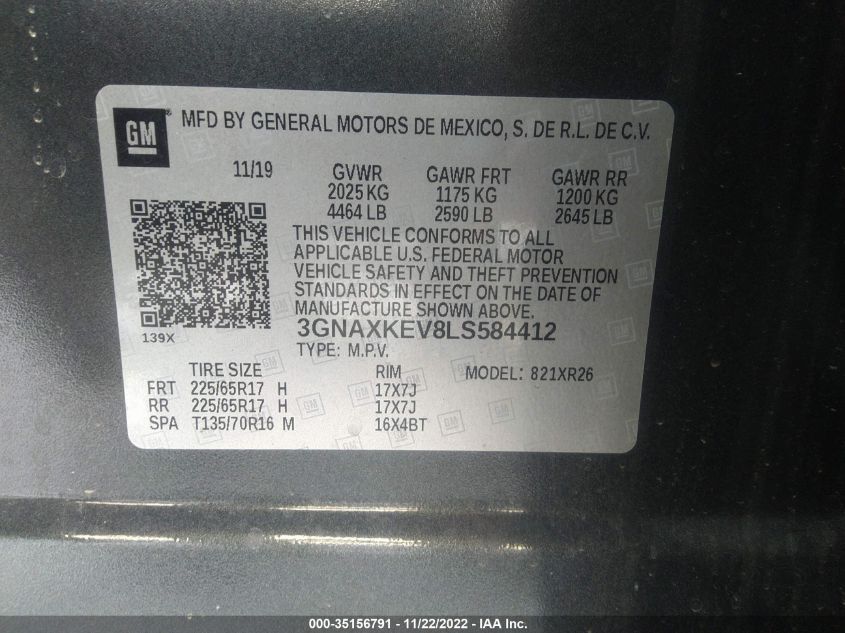 GM ® MFD BY GENERAL MOTORS DE MEXICO, S. DE R.L. DE C.V.
11/19 GVWR GAWR FRT GAWR RR
2025 KG 1175 KG 1200 KG
4464 LB 2590 LB 2645 LB
THIS VEHICLE CONFORMS TO ALL
APPLICABLE U.S. FEDERAL MOTOR
VEHICLE SAFETY AND THEFT PREVENTION
STANDARDS IN EFFECT ON THE DATE OF
MANUFACTURE SHOWN ABOVE.
139X 3GNAXKEV8LS584412
TYPE: M.P.V.
TIRE SIZE RIM MODEL: 821XR26
FRT 225/65R17 H 17X7J
RR 225/65R17 H 17X7J
SPA T135/70R16 M 16X4BT
000-35156791 - 11/22/2022 - IAA Inc.